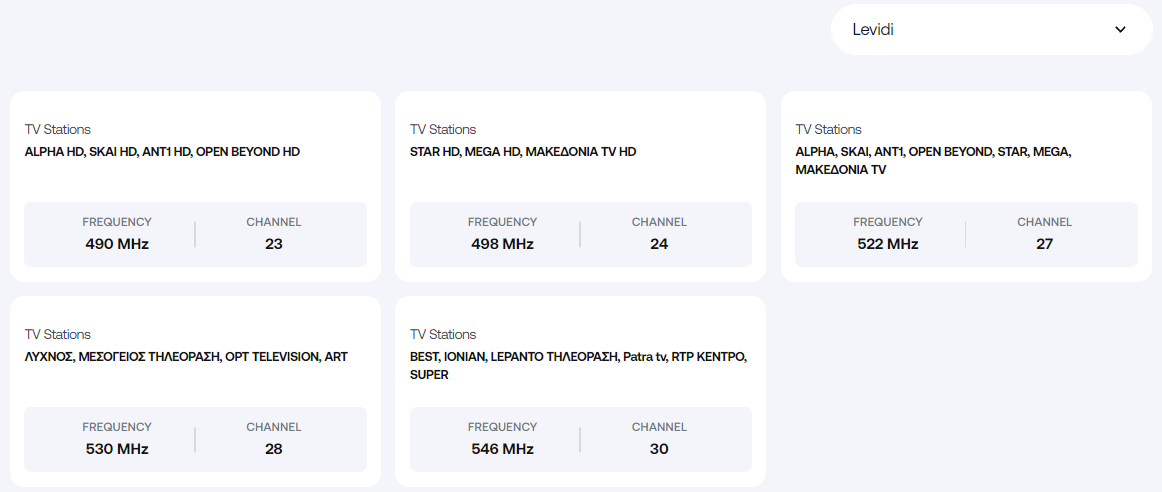 Levidi
TV Stations
ALPHA HD, SKAI HD, ANT1 HD, OPEN BEYOND HD
FREQUENCY
490 MHz
CHANNEL
23
TV Stations
STAR HD, MEGA HD, ΜΑΚΕΔΟΝΙΑ TV HD
FREQUENCY
498 MHz
CHANNEL
24
TV Stations
ALPHA, SKAI, ANT1, OPEN BEYOND, STAR, MEGA,
ΜΑΚΕΔΟΝΙΑ TV
FREQUENCY
522 MHz
CHANNEL
27
TV Stations
ΛΥΧΝΟΣ, ΜΕΣΟΓΕΙΟΣ ΤΗΛΕΟΡΑΣΗ, OPT TELEVISION, ART
FREQUENCY
530 MHz
CHANNEL
28
TV Stations
BEST, IONIAN, LEPANTO ΤΗΛΕΟΡΑΣΗ, Patra tv, RTP ΚΕΝΤΡΟ,
SUPER
FREQUENCY
546 MHz
CHANNEL
30